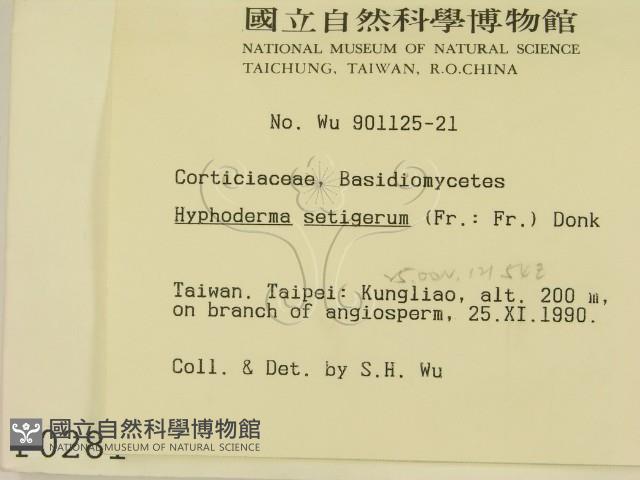 國立自然科學博物館
NATIONAL MUSEUM OF NATURAL SCIENCE
TAICHUNG, TAIWAN, R.O.CHINA
No. Wu 901125-21
Corticiaceae, Basidiomycetes
Hyphoderma setigerum (Fr.: Fr.) Donk
Taiwan. Taipei: Kungliao, alt. 200 m,
on branch of angiosperm, 25.XI.1990.
Coll. & Det. by S.H. Wu
國立自然科學博物館
NATIONAL MUSEUM OF NATURAL SCIENCE